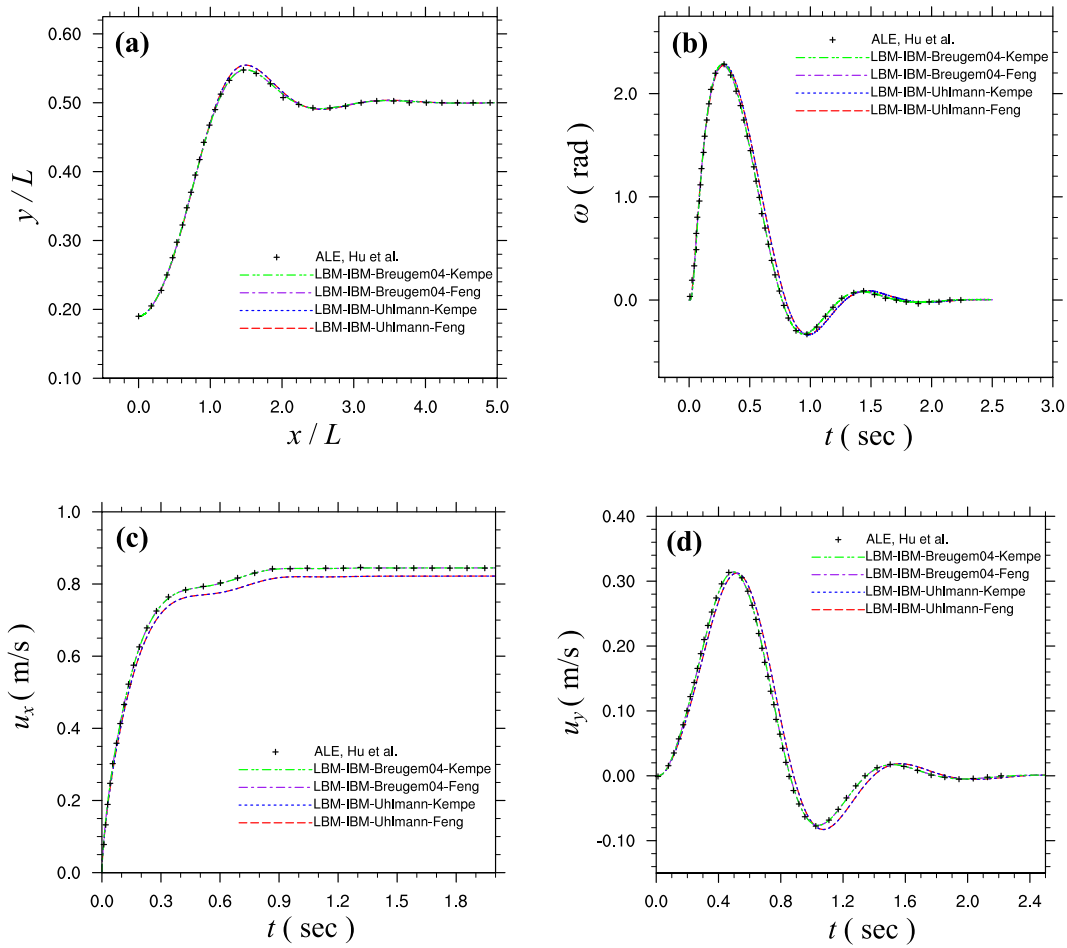 (a)
ALE, Hu et al.
LBM-IBM-Breugem04-Kempe
LBM-IBM-Breugem04-Feng
LBM-IBM-Uhlmann-Kempe
LBM-IBM-Uhlmann-Feng
y / L
0.60
0.50
0.40
0.30
0.20
0.10
0.0 1.0 2.0 3.0 4.0 5.0
x / L
(b)
ALE, Hu et al.
LBM-IBM-Breugem04-Kempe
LBM-IBM-Breugem04-Feng
LBM-IBM-Uhlmann-Kempe
LBM-IBM-Uhlmann-Feng
ω ( rad )
2.0
1.0
0.0
0.0 0.5 1.0 1.5 2.0 2.5 3.0
t ( sec )
(c)
ALE, Hu et al.
LBM-IBM-Breugem04-Kempe
LBM-IBM-Breugem04-Feng
LBM-IBM-Uhlmann-Kempe
LBM-IBM-Uhlmann-Feng
u_x ( m/s )
1.0
0.8
0.6
0.4
0.2
0.0
0.0 0.3 0.6 0.9 1.2 1.5 1.8
t ( sec )
(d)
ALE, Hu et al.
LBM-IBM-Breugem04-Kempe
LBM-IBM-Breugem04-Feng
LBM-IBM-Uhlmann-Kempe
LBM-IBM-Uhlmann-Feng
u_y ( m/s )
0.40
0.30
0.20
0.10
0.00
-0.10
0.0 0.4 0.8 1.2 1.6 2.0 2.4
t ( sec )